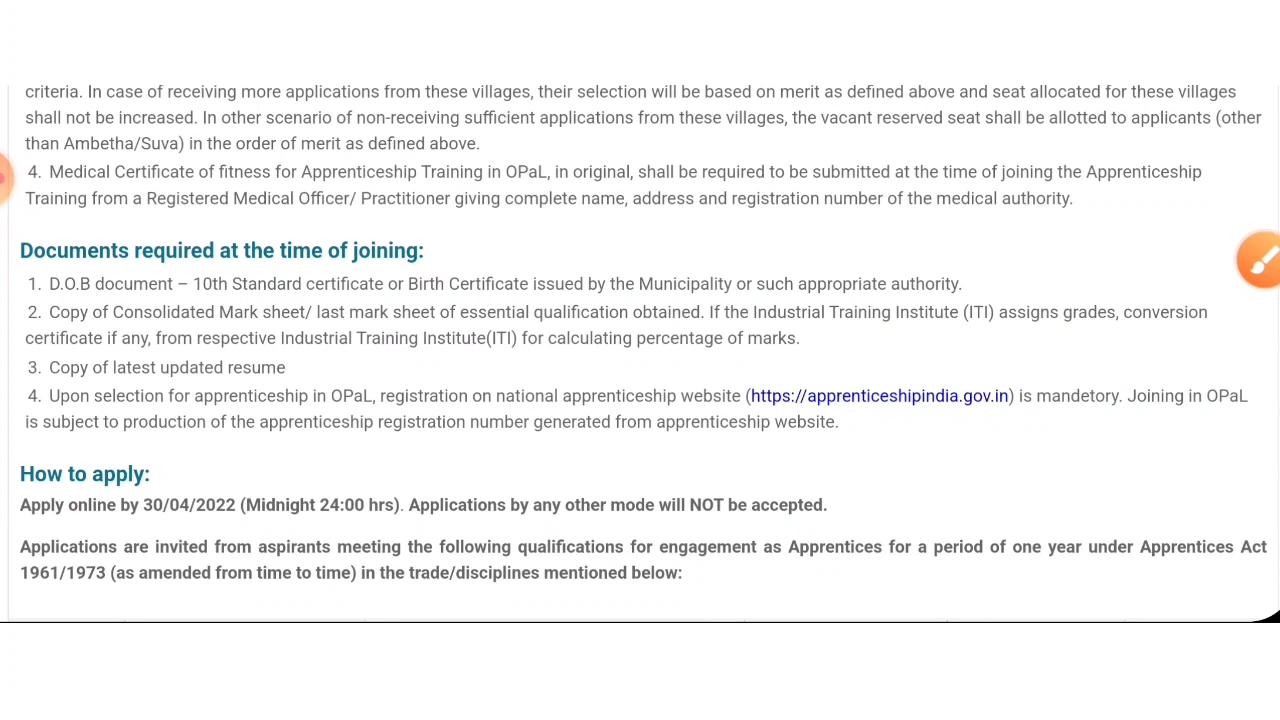 criteria. In case of receiving more applications from these villages, their selection will be based on merit as defined above and seat allocated for these villages
shall not be increased. In other scenario of non-receiving sufficient applications from these villages, the vacant reserved seat shall be allotted to applicants (other
than Ambetha/Suva) in the order of merit as defined above.
4. Medical Certificate of fitness for Apprenticeship Training in OPaL, in original, shall be required to be submitted at the time of joining the Apprenticeship
Training from a Registered Medical Officer/ Practitioner giving complete name, address and registration number of the medical authority.
Documents required at the time of joining:
1. D.O.B document – 10th Standard certificate or Birth Certificate issued by the Municipality or such appropriate authority.
2. Copy of Consolidated Mark sheet/ last mark sheet of essential qualification obtained. If the Industrial Training Institute (ITI) assigns grades, conversion
certificate if any, from respective Industrial Training Institute(ITI) for calculating percentage of marks.
3. Copy of latest updated resume
4. Upon selection for apprenticeship in OPaL, registration on national apprenticeship website (https://apprenticeshipindia.gov.in) is mandetory. Joining in OPaL
is subject to production of the apprenticeship registration number generated from apprenticeship website.
How to apply:
Apply online by 30/04/2022 (Midnight 24:00 hrs). Applications by any other mode will NOT be accepted.
Applications are invited from aspirants meeting the following qualifications for engagement as Apprentices for a period of one year under Apprentices Act
1961/1973 (as amended from time to time) in the trade/disciplines mentioned below: